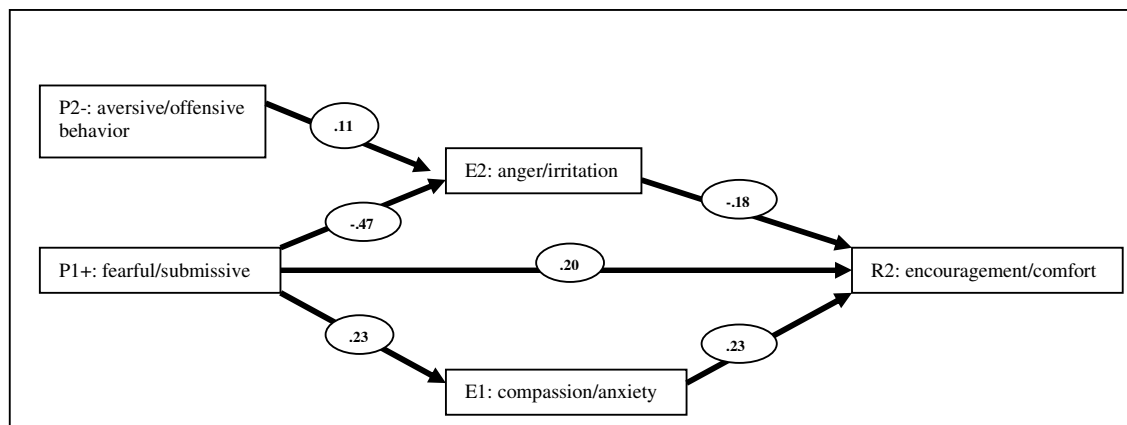 P2-: aversive/offensive
behavior
.11
E2: anger/irritation
-.18
-.47
P1+: fearful/submissive
.20
R2: encouragement/comfort
.23
.23
E1: compassion/anxiety